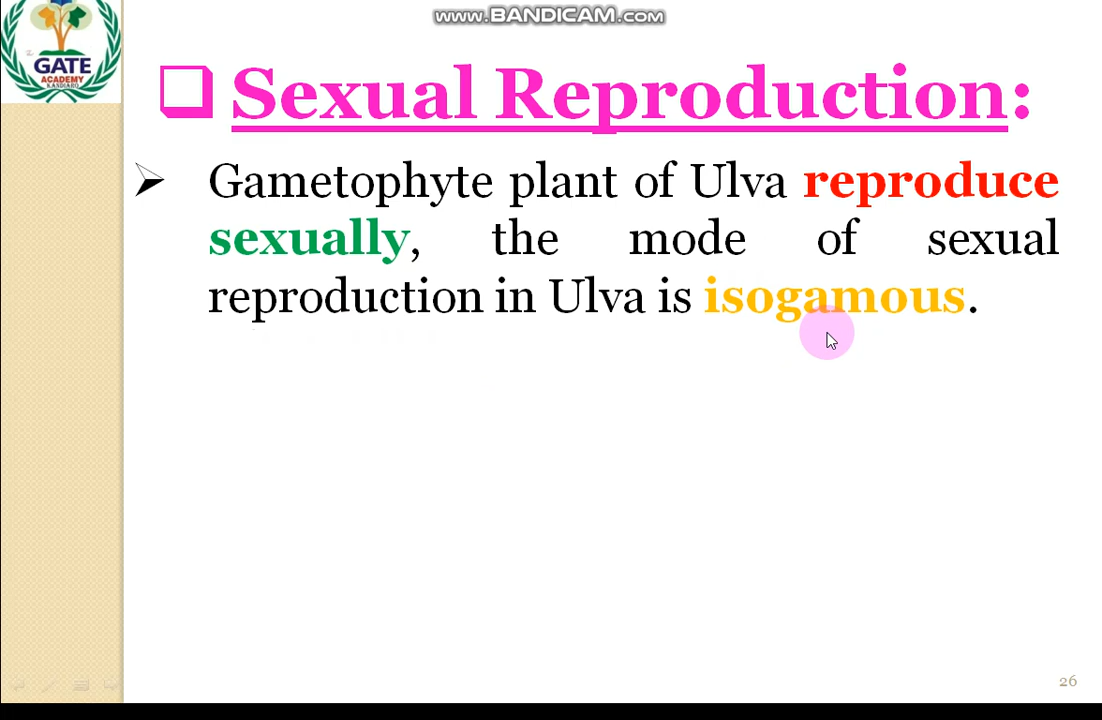 www.BANDICAM.com
GATE
ACADEMY
KANDIARO
Sexual Reproduction:
Gametophyte plant of Ulva reproduce
sexually, the mode of sexual
reproduction in Ulva is isogamous.
26